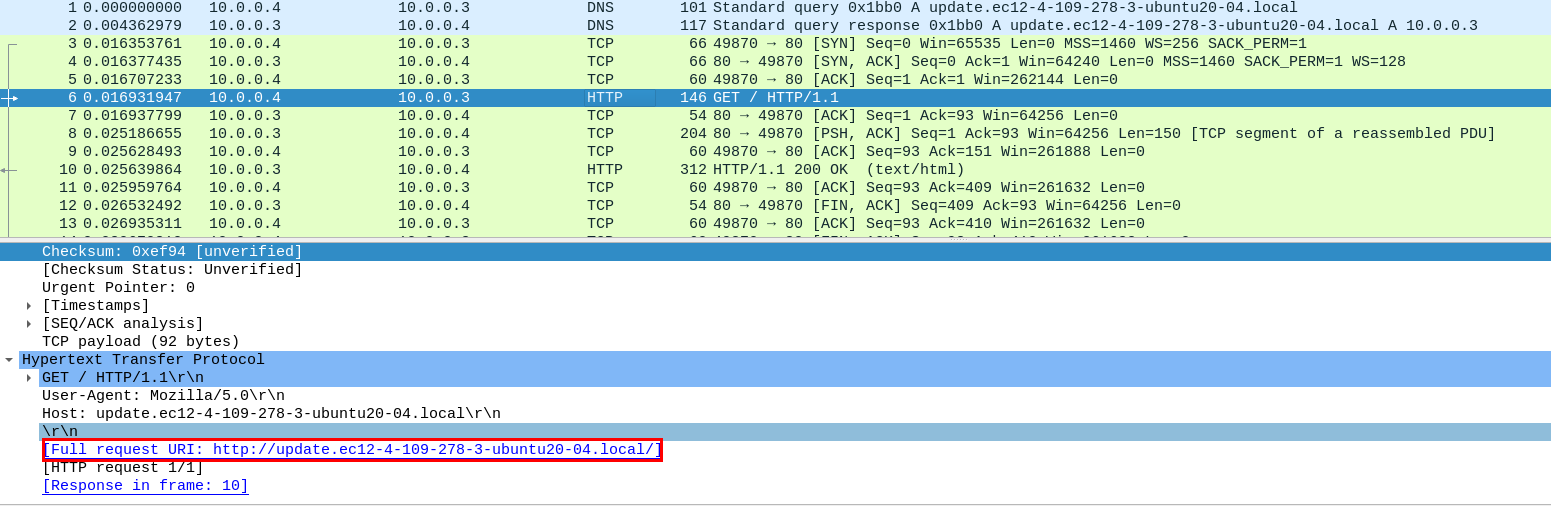 1 0.000000000 10.0.0.4 10.0.0.3 DNS 101 Standard query 0x1bb0 A update.ec12-4-109-278-3-ubuntu20-04.local
2 0.004362979 10.0.0.3 10.0.0.4 DNS 117 Standard query response 0x1bb0 A update.ec12-4-109-278-3-ubuntu20-04.local A 10.0.0.3
3 0.016353761 10.0.0.4 10.0.0.3 TCP 66 49870 → 80 [SYN] Seq=0 Win=65535 Len=0 MSS=1460 WS=256 SACK_PERM=1
4 0.016377435 10.0.0.3 10.0.0.4 TCP 66 80 → 49870 [SYN, ACK] Seq=0 Ack=1 Win=64240 Len=0 MSS=1460 SACK_PERM=1 WS=128
5 0.016707233 10.0.0.4 10.0.0.3 TCP 60 49870 → 80 [ACK] Seq=1 Ack=1 Win=262144 Len=0
6 0.016931947 10.0.0.4 10.0.0.3 HTTP 146 GET / HTTP/1.1
7 0.016937799 10.0.0.3 10.0.0.4 TCP 54 80 → 49870 [ACK] Seq=1 Ack=93 Win=64256 Len=0
8 0.025186655 10.0.0.3 10.0.0.4 TCP 204 80 → 49870 [PSH, ACK] Seq=1 Ack=93 Win=64256 Len=150 [TCP segment of a reassembled PDU]
9 0.025628493 10.0.0.4 10.0.0.3 TCP 60 49870 → 80 [ACK] Seq=93 Ack=151 Win=261888 Len=0
10 0.025639864 10.0.0.3 10.0.0.4 HTTP 312 HTTP/1.1 200 OK (text/html)
11 0.025959764 10.0.0.4 10.0.0.3 TCP 60 49870 → 80 [ACK] Seq=93 Ack=409 Win=261632 Len=0
12 0.026532492 10.0.0.3 10.0.0.4 TCP 54 80 → 49870 [FIN, ACK] Seq=409 Ack=93 Win=64256 Len=0
13 0.026935311 10.0.0.4 10.0.0.3 TCP 60 49870 → 80 [ACK] Seq=93 Ack=410 Win=261632 Len=0
Checksum: 0xef94 [unverified]
[Checksum Status: Unverified]
Urgent Pointer: 0
[Timestamps]
[SEQ/ACK analysis]
TCP payload (92 bytes)
Hypertext Transfer Protocol
GET / HTTP/1.1\r\n
User-Agent: Mozilla/5.0\r\n
Host: update.ec12-4-109-278-3-ubuntu20-04.local\r\n
\r\n
[Full request URI: http://update.ec12-4-109-278-3-ubuntu20-04.local/]
[HTTP request 1/1]
[Response in frame: 10]